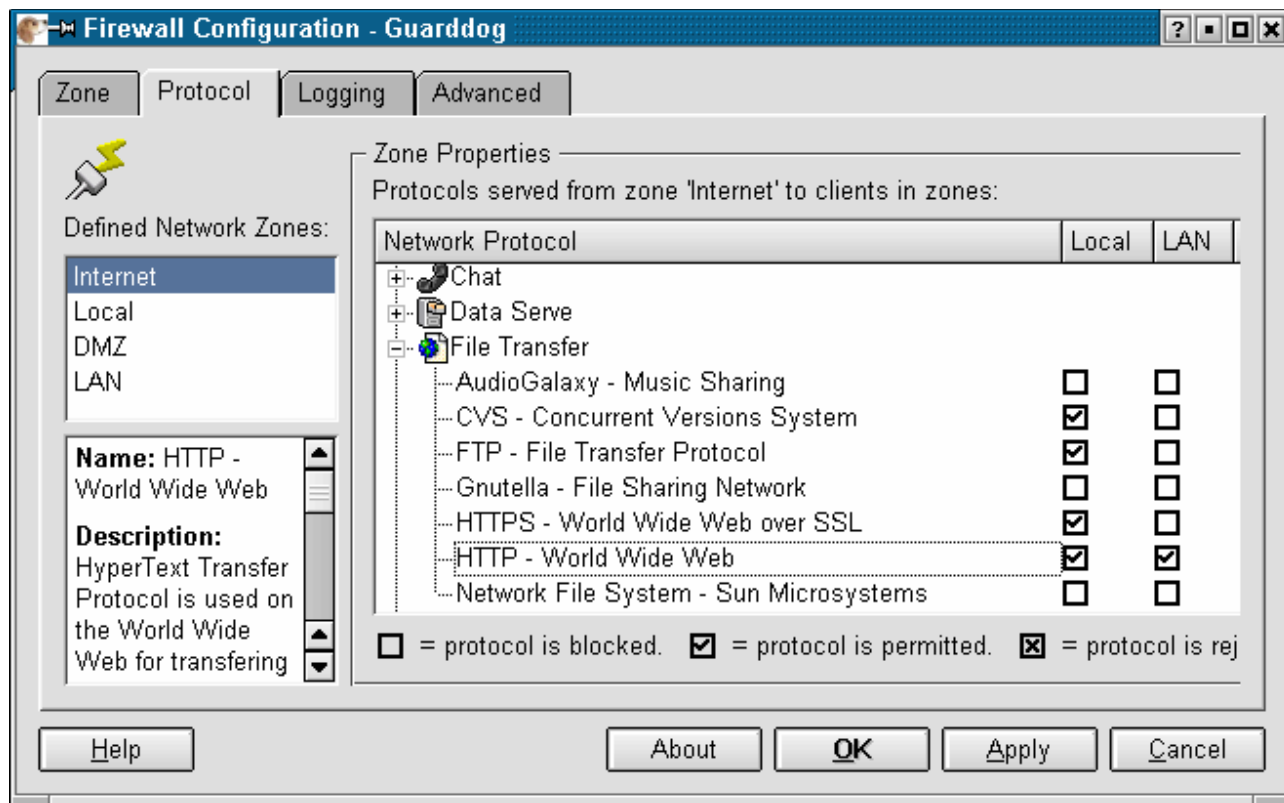 Firewall Configuration - Guarddog
Zone
Protocol
Logging
Advanced
Defined Network Zones:
Internet
Local
DMZ
LAN
Name: HTTP -
World Wide Web
Description:
HyperText Transfer
Protocol is used on
the World Wide
Web for transfering
Zone Properties
Protocols served from zone 'Internet' to clients in zones:
Network Protocol Local LAN
Chat
Data Serve
File Transfer
AudioGalaxy - Music Sharing
CVS - Concurrent Versions System
FTP - File Transfer Protocol
Gnutella - File Sharing Network
HTTPS - World Wide Web over SSL
HTTP - World Wide Web
Network File System - Sun Microsystems
= protocol is blocked. = protocol is permitted. = protocol is rej
Help About OK Apply Cancel